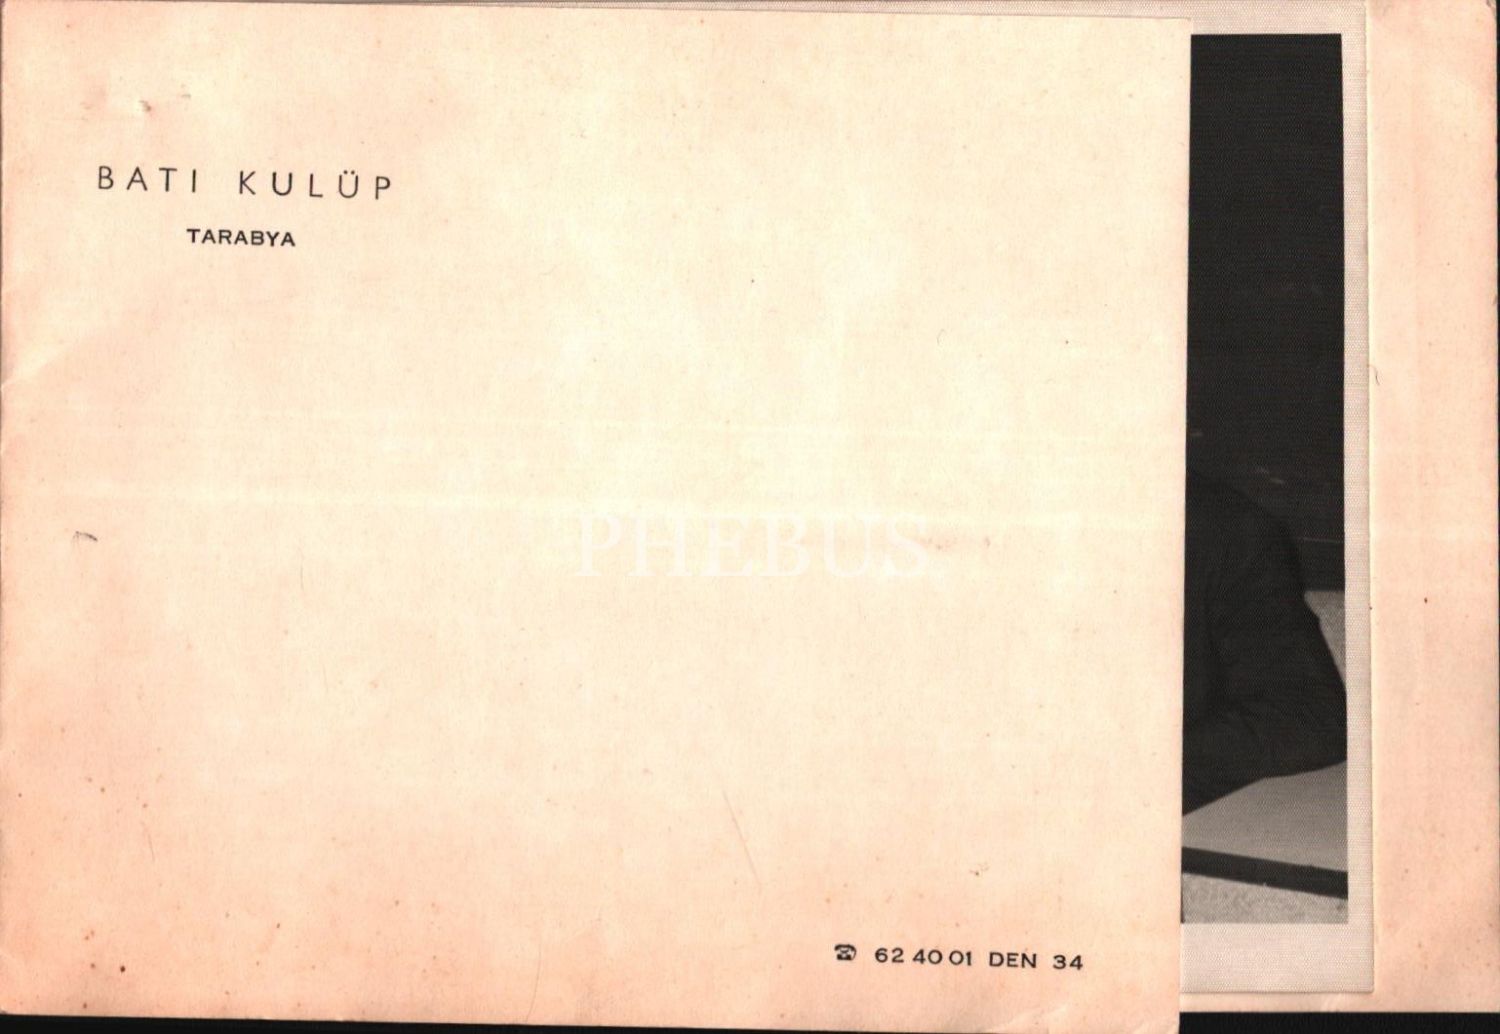 BATI KULÜP
TARABYA
PHEBUS
☎ 62 40 01 DEN 34